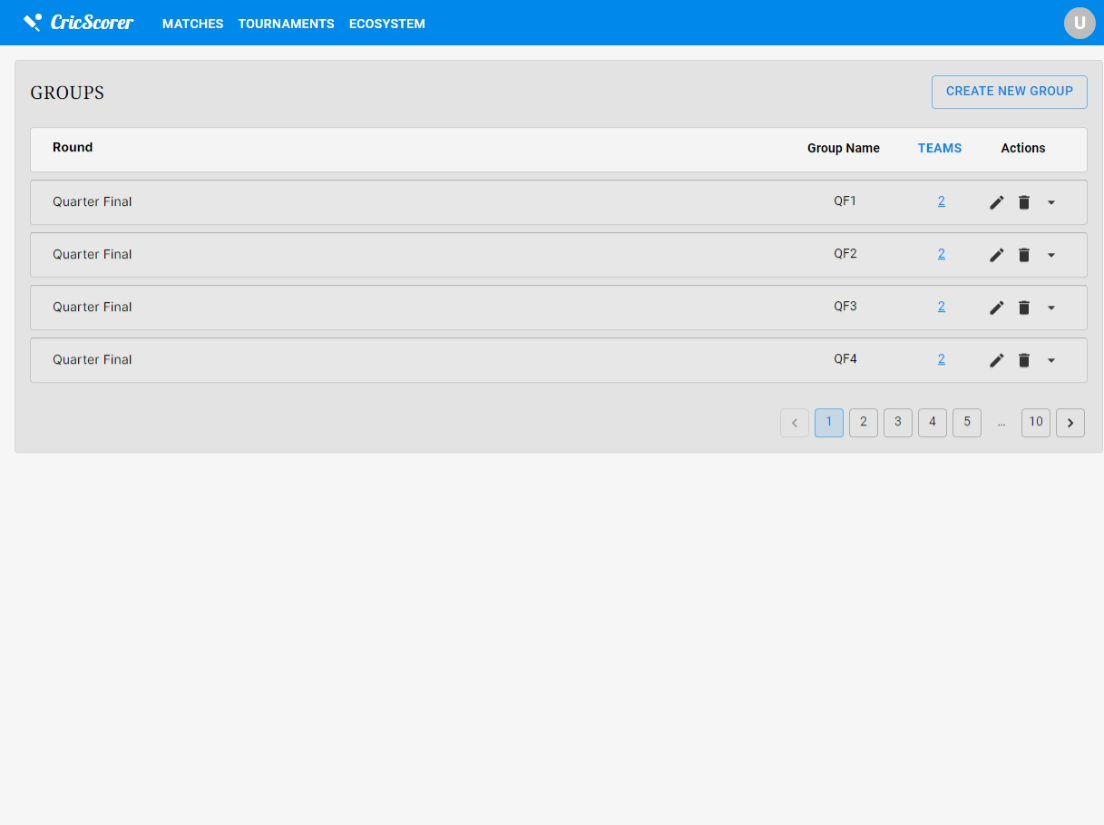 CricScorer MATCHES TOURNAMENTS ECOSYSTEM U
GROUPS CREATE NEW GROUP
Round Group Name TEAMS Actions
Quarter Final QF1 2
Quarter Final QF2 2
Quarter Final QF3 2
Quarter Final QF4 2
1 2 3 4 5 ... 10